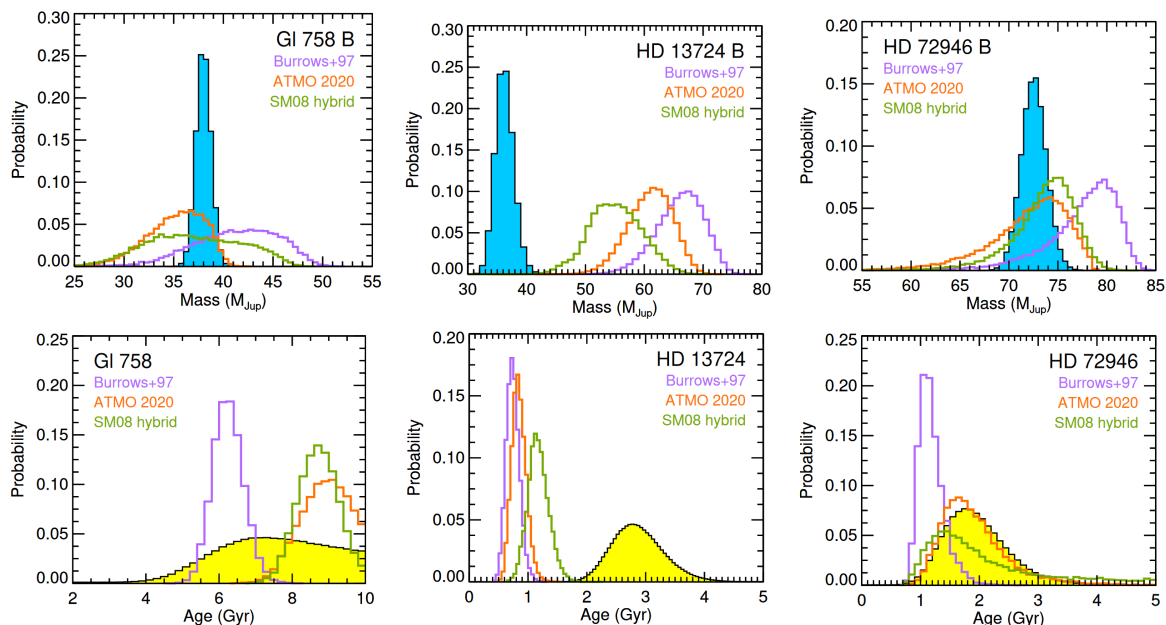 0.30
0.25
0.20
0.15
0.10
0.05
0.00
Probability
Gl 758 B
Burrows+97
ATMO 2020
SM08 hybrid
25 30 35 40 45 50 55
Mass (MJup)
0.30
0.25
0.20
0.15
0.10
0.05
0.00
Probability
HD 13724 B
Burrows+97
ATMO 2020
SM08 hybrid
30 40 50 60 70 80
Mass (MJup)
0.20
0.15
0.10
0.05
0.00
Probability
HD 72946 B
Burrows+97
ATMO 2020
SM08 hybrid
55 60 65 70 75 80 85
Mass (MJup)
0.25
0.20
0.15
0.10
0.05
0.00
Probability
Gl 758
Burrows+97
ATMO 2020
SM08 hybrid
2 4 6 8 10
Age (Gyr)
0.20
0.15
0.10
0.05
0.00
Probability
HD 13724
Burrows+97
ATMO 2020
SM08 hybrid
0 1 2 3 4 5
Age (Gyr)
0.25
0.20
0.15
0.10
0.05
0.00
Probability
HD 72946
Burrows+97
ATMO 2020
SM08 hybrid
0 1 2 3 4 5
Age (Gyr)